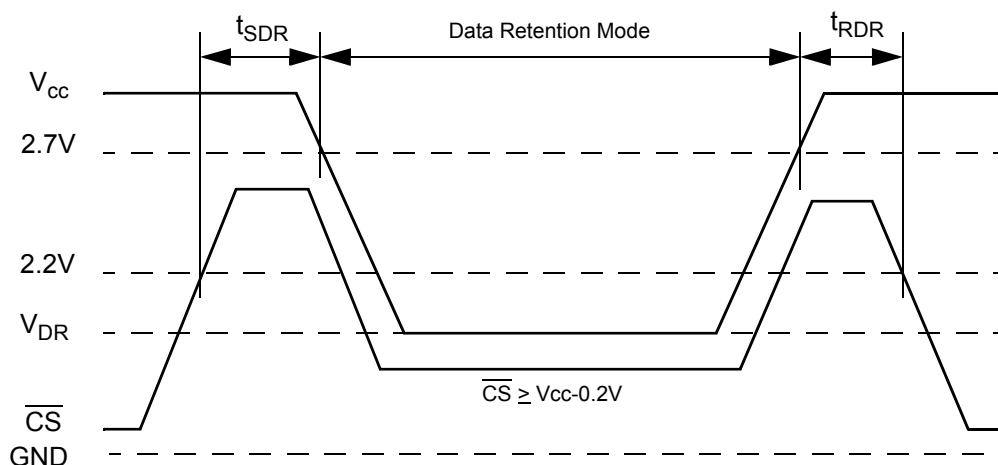 tSDR
Data Retention Mode
tRDR
Vcc
2.7V
2.2V
VDR
CS ≥ Vcc-0.2V
CS
GND